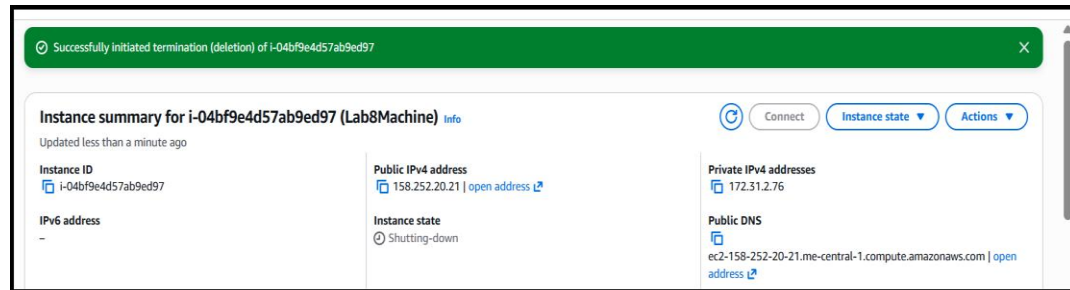 Successfully initiated termination (deletion) of i-04bf9e4d57ab9ed97
Instance summary for i-04bf9e4d57ab9ed97 (Lab8Machine) Info
Connect
Instance state
Actions
Updated less than a minute ago
Instance ID
i-04bf9e4d57ab9ed97
Public IPv4 address
158.252.20.21 | open address
Private IPv4 addresses
172.31.2.76
IPv6 address
–
Instance state
Shutting-down
Public DNS
ec2-158-252-20-21.me-central-1.compute.amazonaws.com | open
address